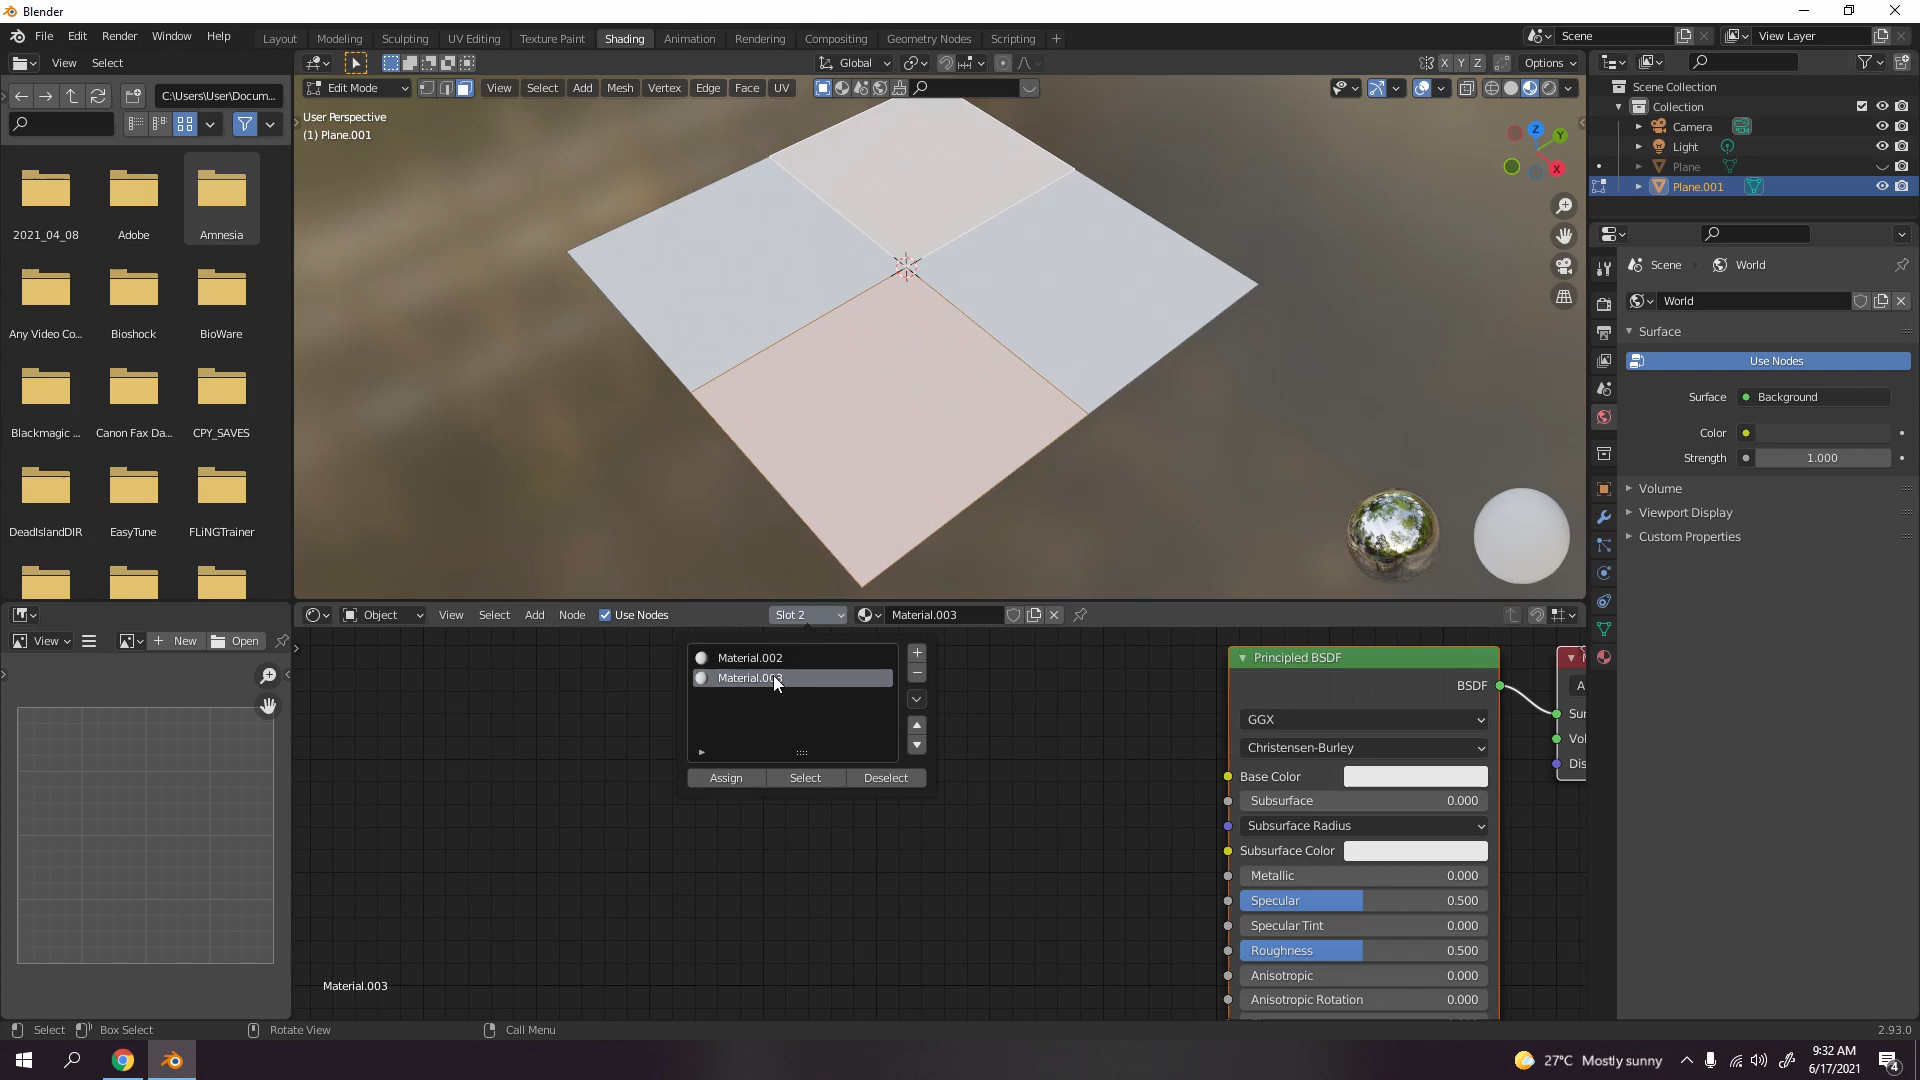 Blender
File Edit Render Window Help
Layout Modeling Sculpting UV Editing Texture Paint Shading Animation Rendering Compositing Geometry Nodes Scripting +
Scene
View Layer
View Select
Global
X Y Z
Options
C:\Users\User\Docum...
Edit Mode
View Select Add Mesh Vertex Edge Face UV
User Perspective
(1) Plane.001
Z
Y
X
Scene Collection
Collection
Camera
Light
Plane
Plane.001
2021_04_08 Adobe Amnesia
Any Video Co... Bioshock BioWare
Blackmagic ... Canon Fax Da... CPY_SAVES
DeadIslandDIR EasyTune FLiNGTrainer
Scene World
World
Surface
Use Nodes
Surface Background
Color
Strength 1.000
Volume
Viewport Display
Custom Properties
Object View Select Add Node Use Nodes Slot 2 Material.003
View New Open
Material.002
Material.003
Assign Select Deselect
Principled BSDF
BSDF
GGX
Christensen-Burley
Base Color
Subsurface 0.000
Subsurface Radius
Subsurface Color
Metallic 0.000
Specular 0.500
Specular Tint 0.000
Roughness 0.500
Anisotropic 0.000
Anisotropic Rotation 0.000
A
Sur
Vol
Dis
Material.003
Select Box Select Rotate View Call Menu
2.93.0
27°C Mostly sunny
9:32 AM
6/17/2021
4